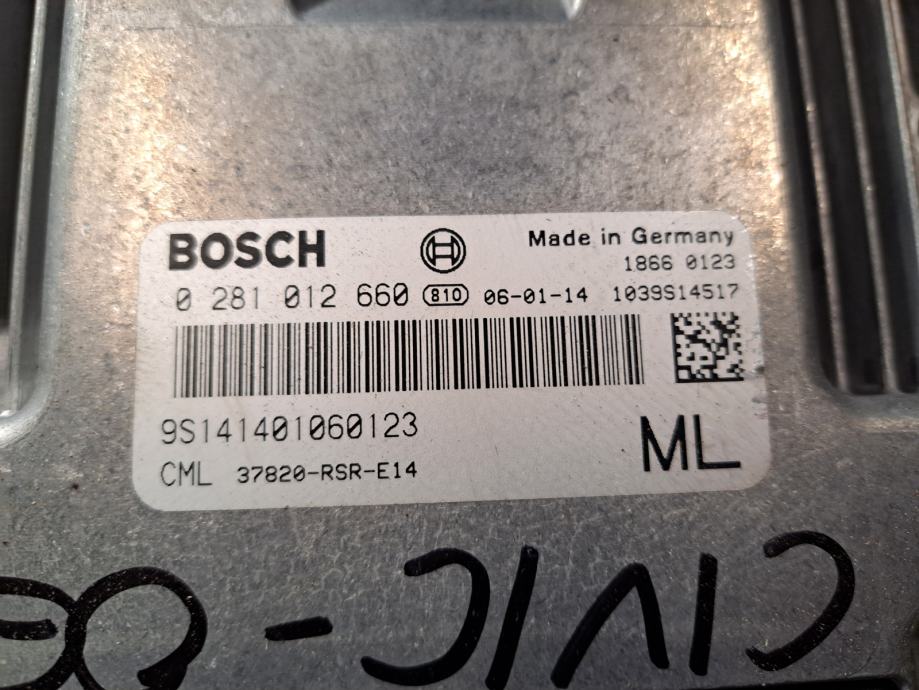 BOSCH
Made in Germany
1866 0123
0 281 012 660 810 06-01-14 1039S14517
9S141401060123
ML
CML 37820-RSR-E14
CIVIC -